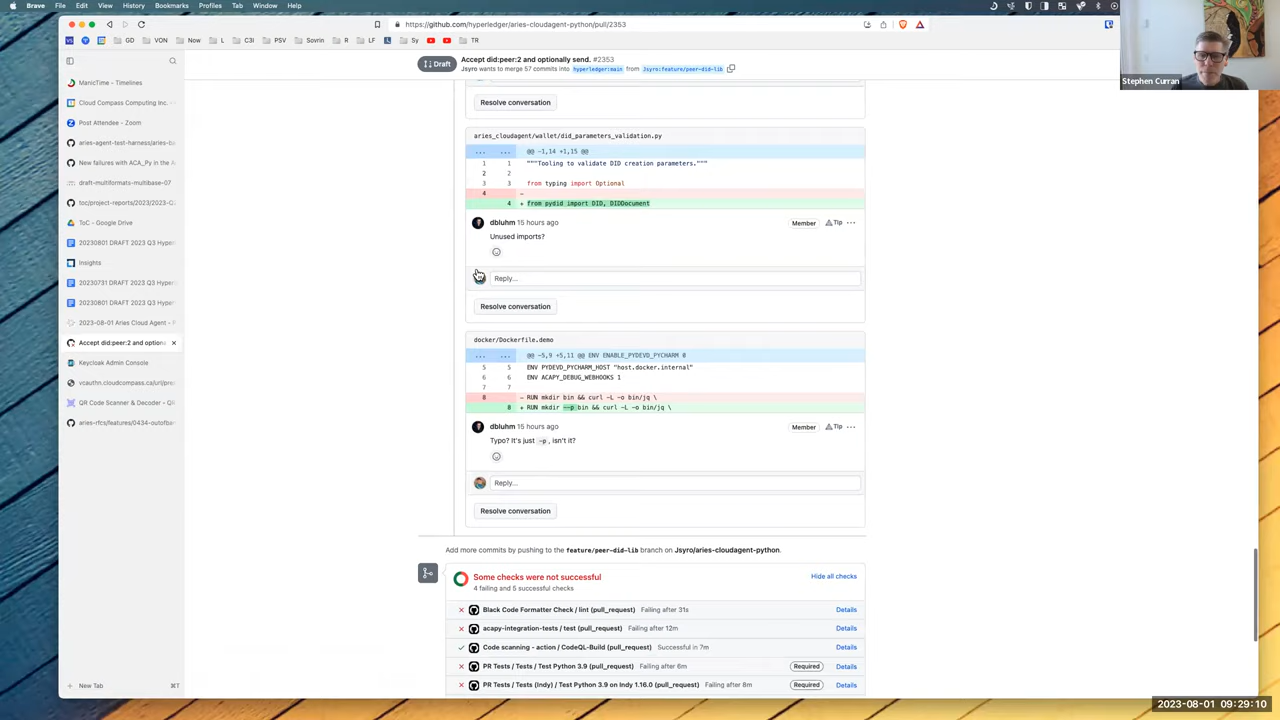 Brave File Edit View History Bookmarks Profiles Tab Window Help
https://github.com/hyperledger/aries-cloudagent-python/pull/2353
GD VON Now L C3I PSV Sovrin R LF Sy TR
Stephen Curran
ManicTime - Timelines
Cloud Compass Computing Inc. -
Post Attendee - Zoom
aries-agent-test-harness/aries-ba
New failures with ACA_Py in the A
draft-multiformats-multibase-07
toc/project-reports/2023/2023-Q
ToC - Google Drive
20230801 DRAFT 2023 Q3 Hyper
Insights
20230731 DRAFT 2023 Q3 Hyper
20230801 DRAFT 2023 Q3 Hyper
2023-08-01 Aries Cloud Agent - P
Accept did:peer:2 and optiona
Keycloak Admin Console
vcauthn.cloudcompass.ca/url/pre
QR Code Scanner & Decoder - QR
aries-rfcs/features/0434-outofba
New Tab ⌘T
Draft
Accept did:peer:2 and optionally send. #2353
Jsyro wants to merge 57 commits into hyperledger:main from Jsyro:feature/peer-did-lib
Resolve conversation
aries_cloudagent/wallet/did_parameters_validation.py
... ... @@ -1,14 +1,15 @@
1 1 """Tooling to validate DID creation parameters."""
2 2
3 3 from typing import Optional
4 -
4 + from pydid import DID, DIDDocument
dbluhm 15 hours ago Member Tip ...
Unused imports?
Reply...
Resolve conversation
docker/Dockerfile.demo
... ... @@ -5,9 +5,11 @@ ENV ENABLE_PYDEVD_PYCHARM 0
5 5 ENV PYDEVD_PYCHARM_HOST "host.docker.internal"
6 6 ENV ACAPY_DEBUG_WEBHOOKS 1
7 7
8 - RUN mkdir bin && curl -L -o bin/jq \
8 + RUN mkdir --p bin && curl -L -o bin/jq \
dbluhm 15 hours ago Member Tip ...
Typo? It's just -p, isn't it?
Reply...
Resolve conversation
Add more commits by pushing to the feature/peer-did-lib branch on Jsyro/aries-cloudagent-python.
Some checks were not successful Hide all checks
4 failing and 5 successful checks
Black Code Formatter Check / lint (pull_request) Failing after 31s Details
acapy-integration-tests / test (pull_request) Failing after 12m Details
Code scanning - action / CodeQL-Build (pull_request) Successful in 7m Details
PR Tests / Tests / Test Python 3.9 (pull_request) Failing after 6m Required Details
PR Tests / Tests (Indy) / Test Python 3.9 on Indy 1.16.0 (pull_request) Failing after 8m Required Details
2023-08-01 09:29:10